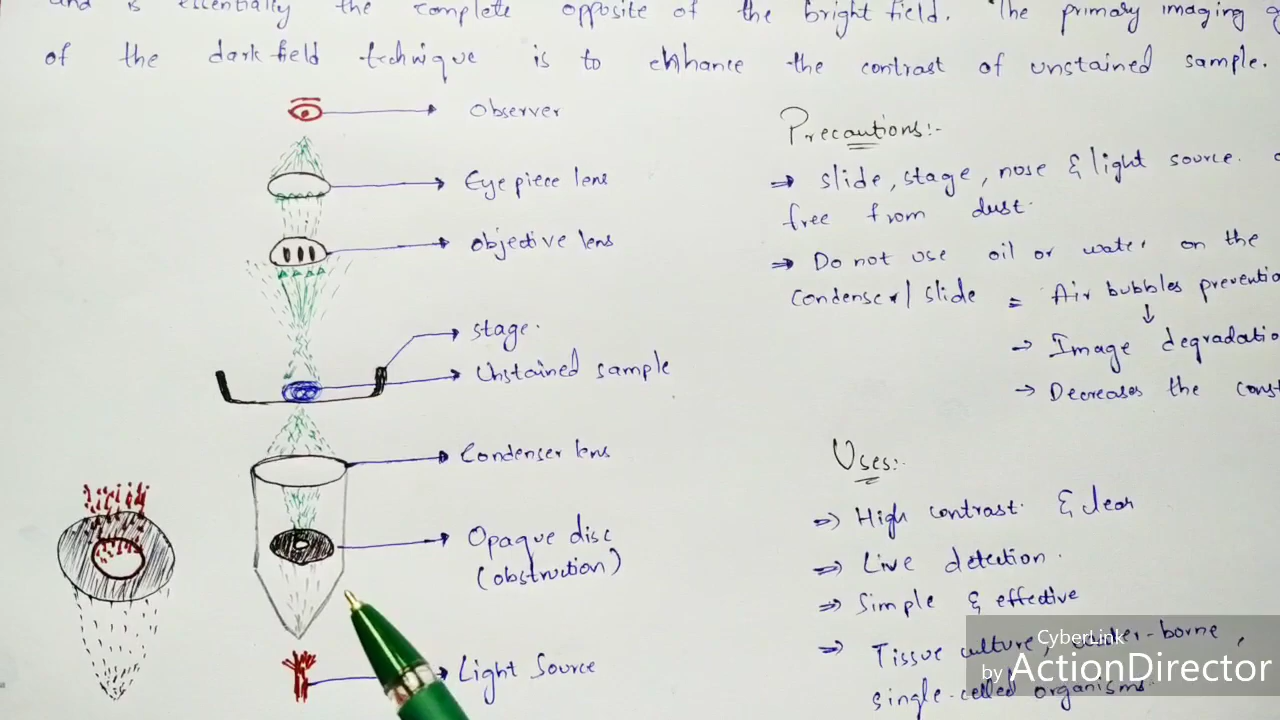 and is essentially the complete opposite of the bright field. The primary imaging
of the dark field technique is to enhance the contrast of unstained sample.
Observer
Eye piece lens
objective lens
stage.
Unstained sample
Condenser lens
Opaque disc
(obstruction)
Light Source
Precautions:-
⇒ slide, stage, nose & light source.
free from dust.
⇒ Do not use oil or water on the
condenser / slide = Air bubbles
↓
→ Image
→ Decreases the
Uses:-
⇒ High contrast. & clear
⇒ Live detection.
⇒ Simple & effective
⇒ Tissue culture, water-borne,
single-celled organisms.
CyberLink
by ActionDirector